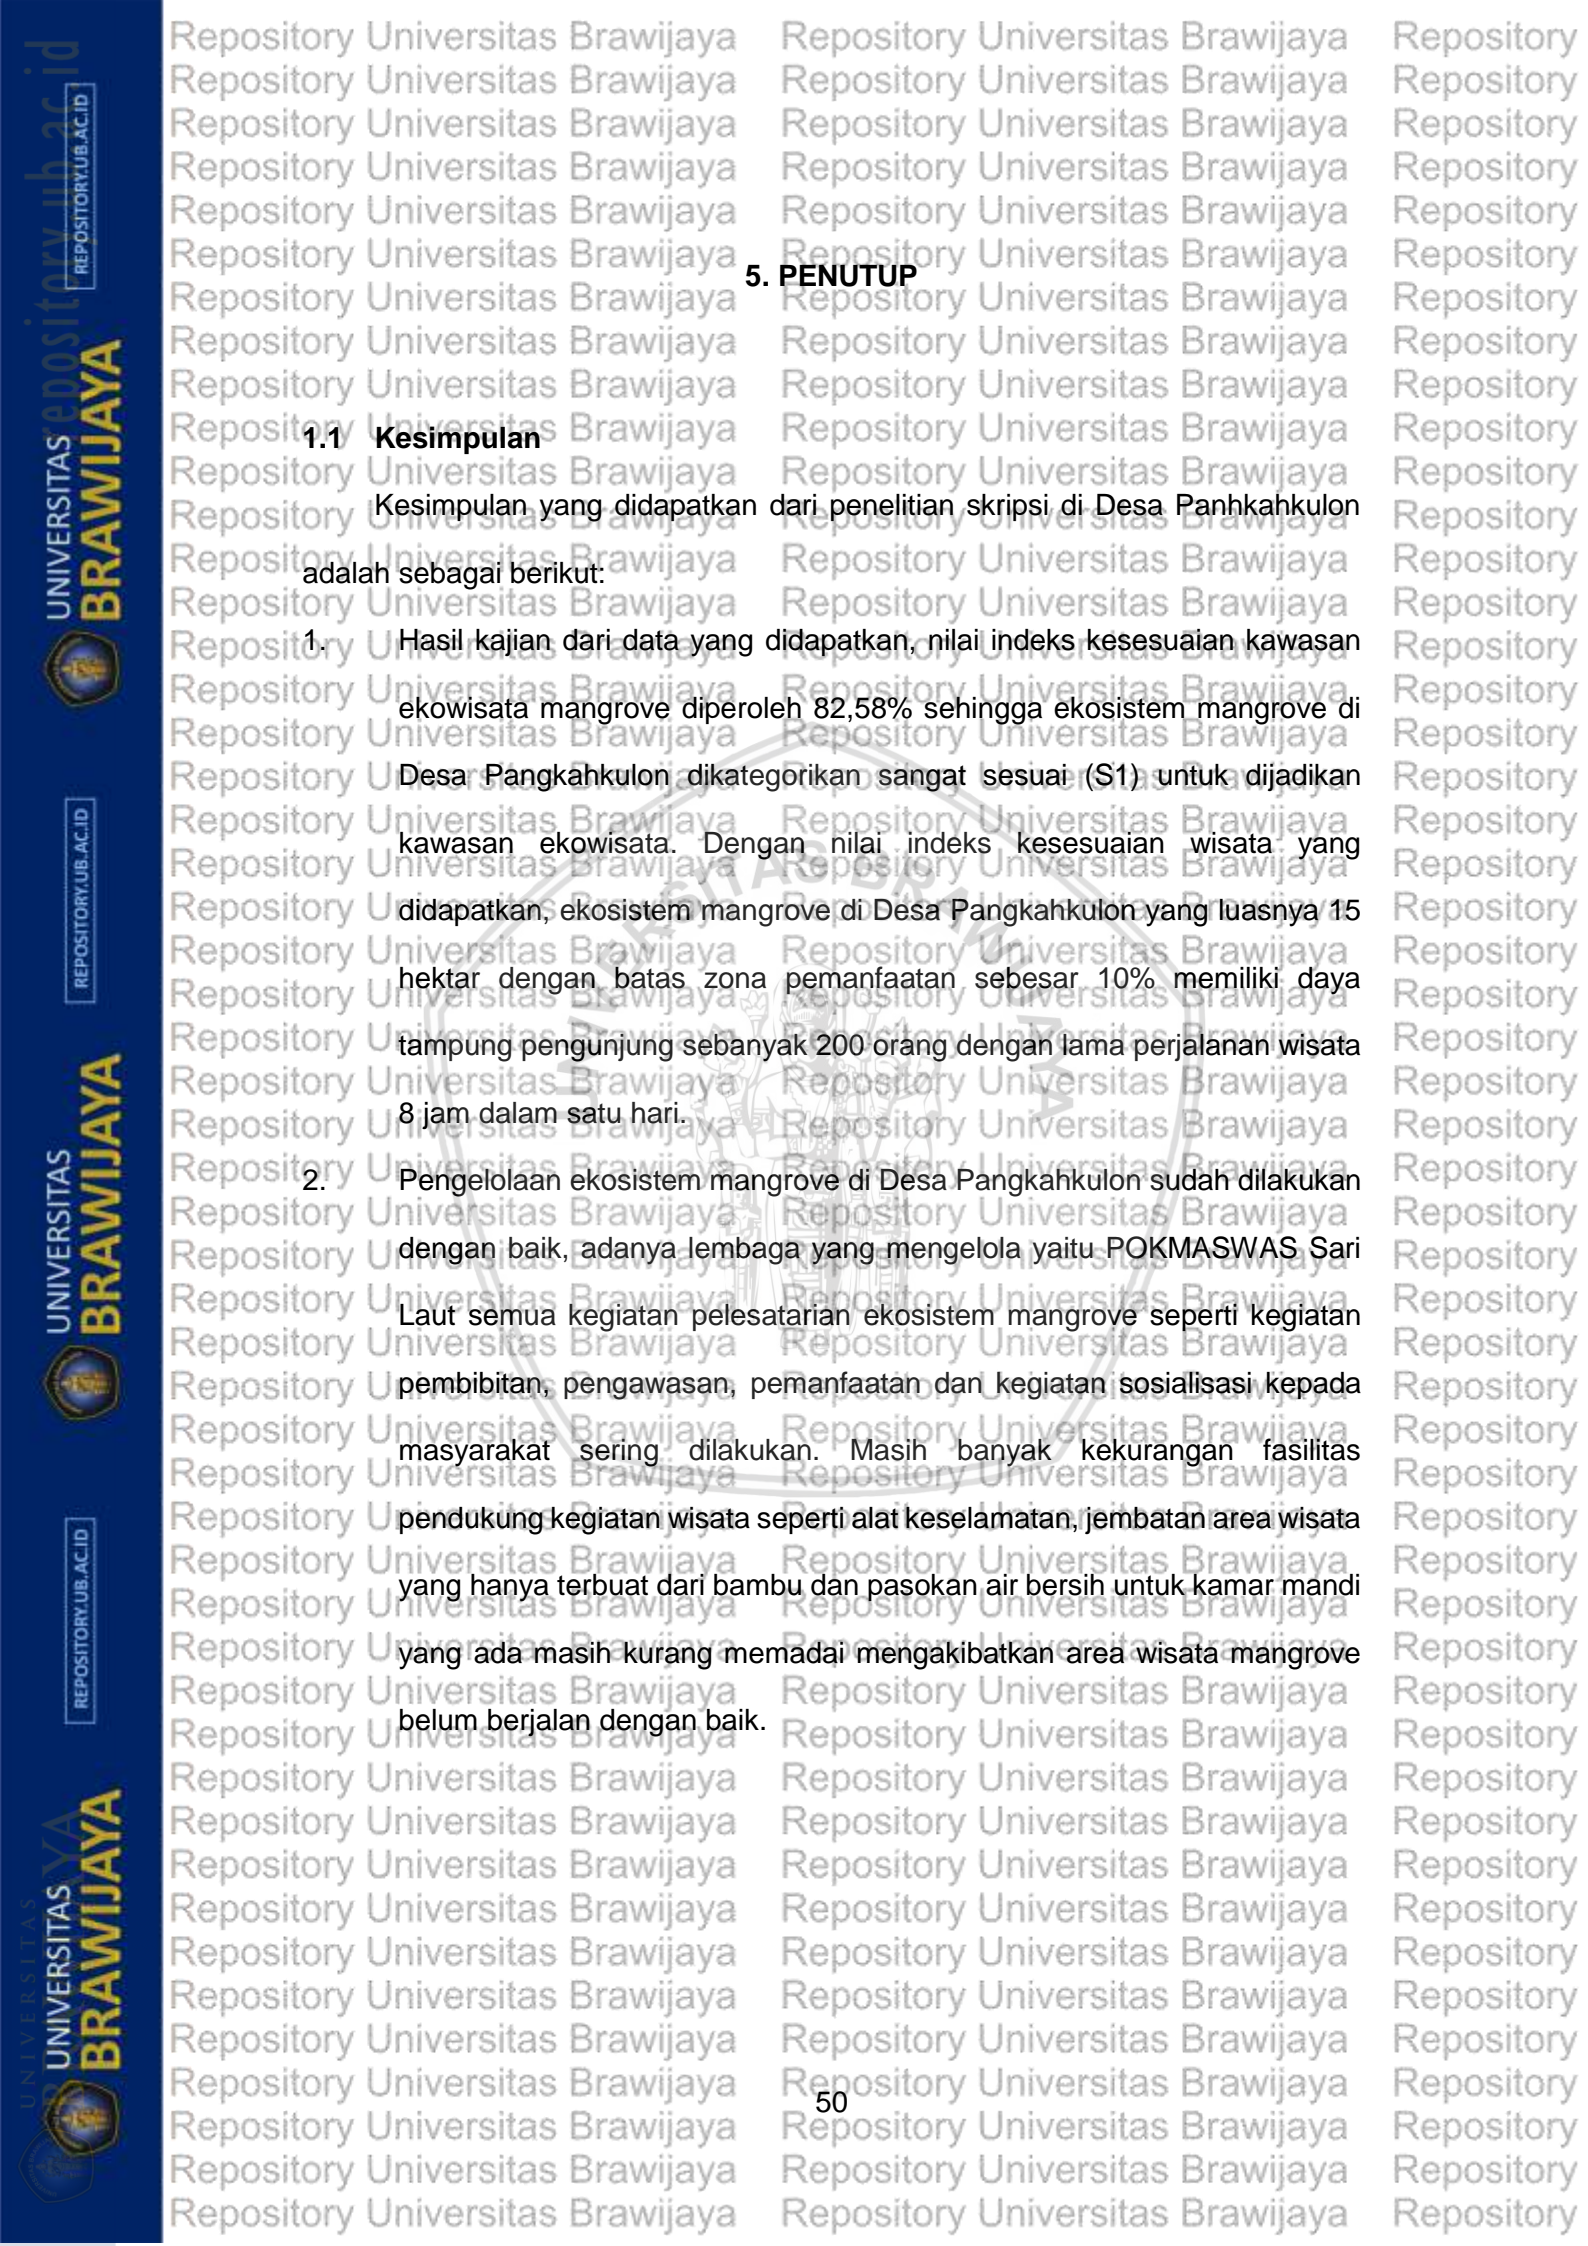 5. PENUTUP
1.1 Kesimpulan
Kesimpulan yang didapatkan dari penelitian skripsi di Desa Panhkahkulon
adalah sebagai berikut:
1. Hasil kajian dari data yang didapatkan, nilai indeks kesesuaian kawasan
ekowisata mangrove diperoleh 82,58% sehingga ekosistem mangrove di
Desa Pangkahkulon dikategorikan sangat sesuai (S1) untuk dijadikan
kawasan ekowisata. Dengan nilai indeks kesesuaian wisata yang
didapatkan, ekosistem mangrove di Desa Pangkahkulon yang luasnya 15
hektar dengan batas zona pemanfaatan sebesar 10% memiliki daya
tampung pengunjung sebanyak 200 orang dengan lama perjalanan wisata
8 jam dalam satu hari.
2. Pengelolaan ekosistem mangrove di Desa Pangkahkulon sudah dilakukan
dengan baik, adanya lembaga yang mengelola yaitu POKMASWAS Sari
Laut semua kegiatan pelesatarian ekosistem mangrove seperti kegiatan
pembibitan, pengawasan, pemanfaatan dan kegiatan sosialisasi kepada
masyarakat sering dilakukan. Masih banyak kekurangan fasilitas
pendukung kegiatan wisata seperti alat keselamatan, jembatan area wisata
yang hanya terbuat dari bambu dan pasokan air bersih untuk kamar mandi
yang ada masih kurang memadai mengakibatkan area wisata mangrove
belum berjalan dengan baik.
50